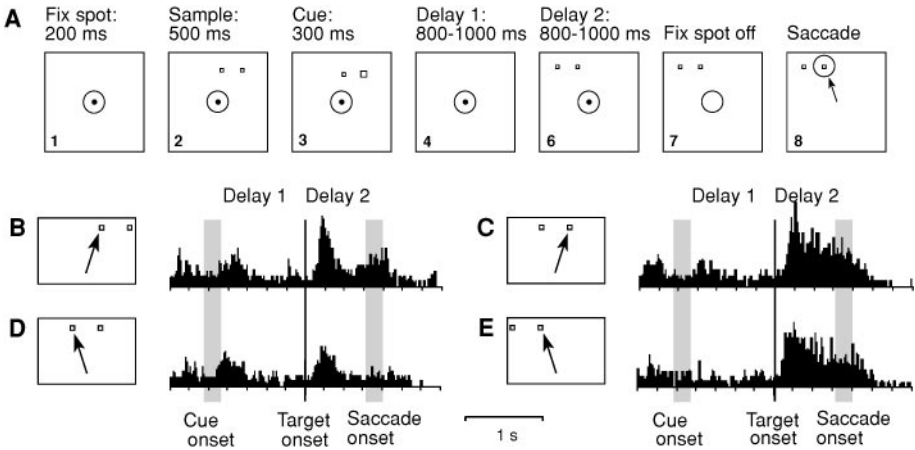 A
Fix spot:
200 ms
Sample:
500 ms
Cue:
300 ms
Delay 1:
800-1000 ms
Delay 2:
800-1000 ms
Fix spot off
Saccade
1
2
3
4
6
7
8
B
Delay 1
Delay 2
C
Delay 1
Delay 2
D
E
Cue
onset
Target
onset
Saccade
onset
1 s
Cue
onset
Target
onset
Saccade
onset